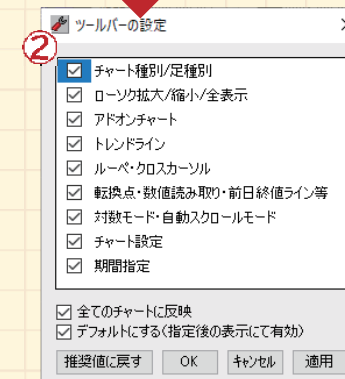 ツールバーの設定
②
チャート種別/足種別
ローソク拡大/縮小/全表示
アドオンチャート
トレンドライン
ルーペ・クロスカーソル
転換点・数値読み取り・前日終値ライン等
対数モード・自動スクロールモード
チャート設定
期間指定
全てのチャートに反映
デフォルトにする(指定後の表示にて有効)
推奨値に戻す OK キャンセル 適用